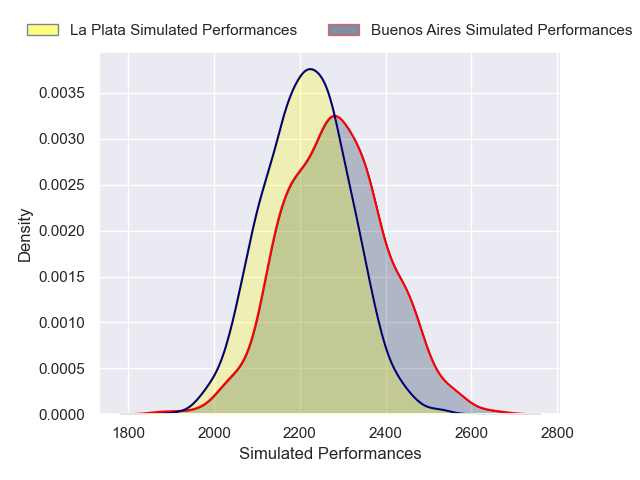 La Plata Simulated Performances
Buenos Aires Simulated Performances
0.0035
0.0030
0.0025
0.0020
0.0015
0.0010
0.0005
0.0000
Density
1800 2000 2200 2400 2600 2800
Simulated Performances